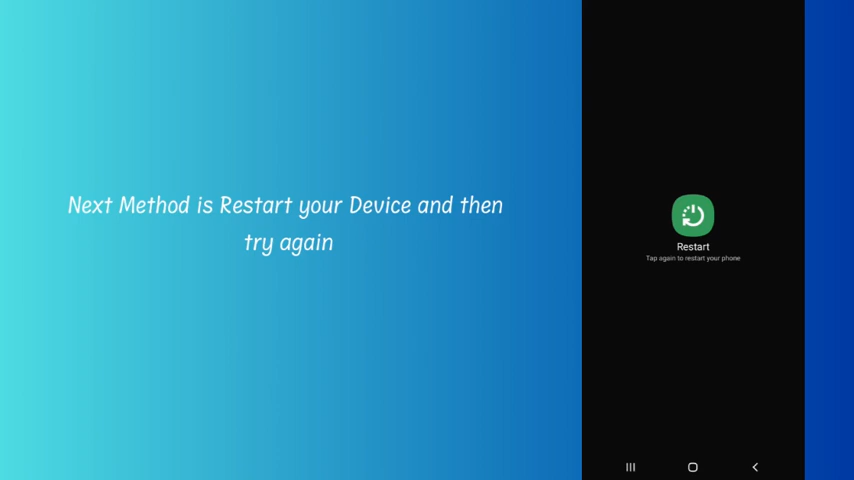 Next Method is Restart your Device and then
try again
Restart
Tap again to restart your phone